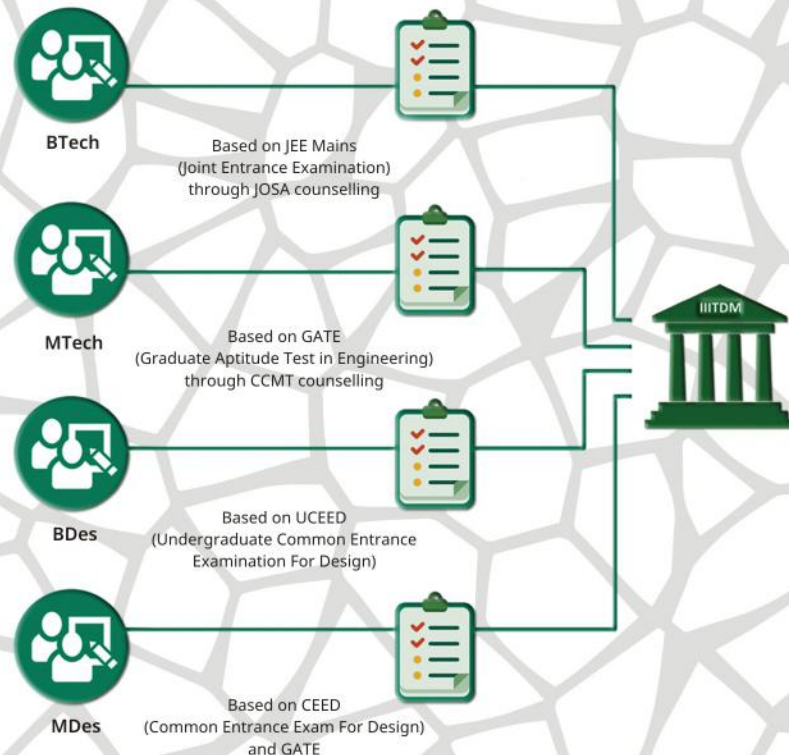 BTech
Based on JEE Mains
(Joint Entrance Examination)
through JOSA counselling
MTech
Based on GATE
(Graduate Aptitude Test in Engineering)
through CCMT counselling
IIITDM
BDes
Based on UCEED
(Undergraduate Common Entrance
Examination For Design)
MDes
Based on CEED
(Common Entrance Exam For Design)
and GATE